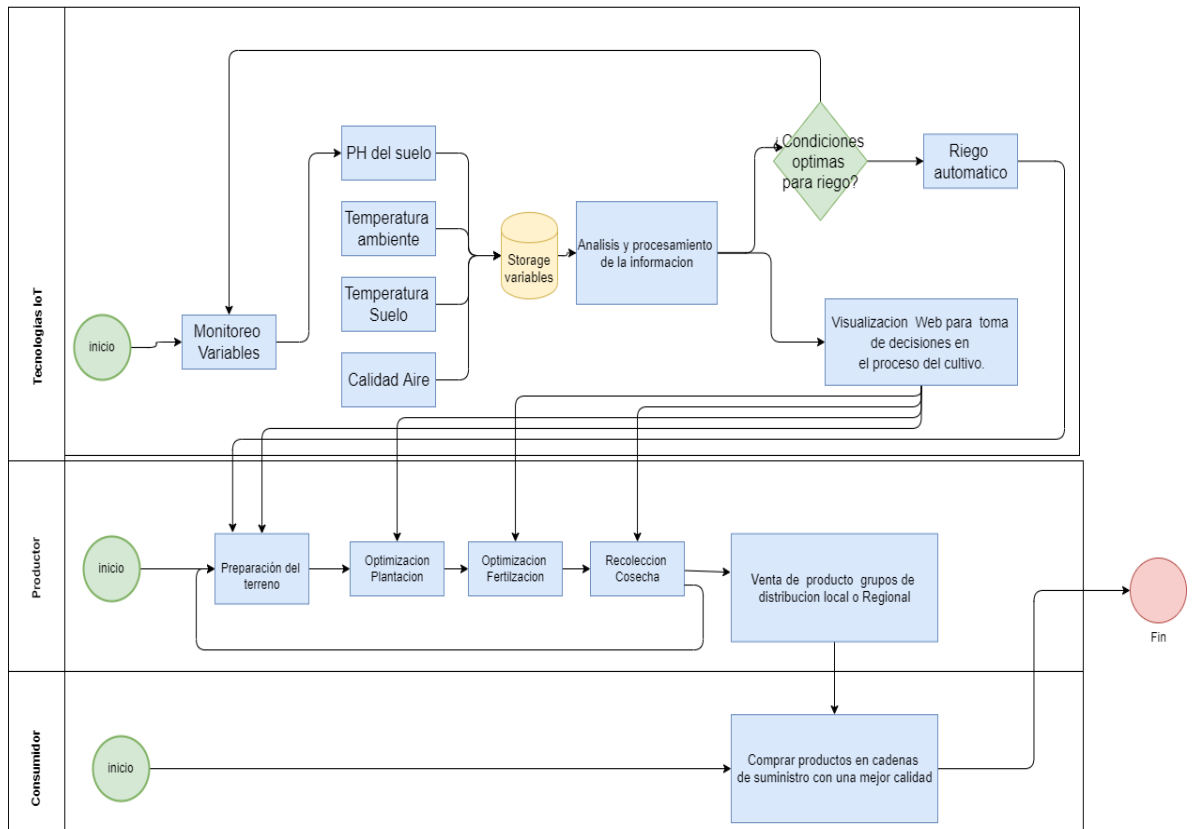 Tecnologías IoT
inicio
Monitoreo
Variables
PH del suelo
Temperatura
ambiente
Temperatura
Suelo
Calidad Aire
Storage
variables
Analisis y procesamiento
de la informacion
¿Condiciones
optimas
para riego?
Riego
automatico
Visualizacion Web para toma
de decisiones en
el proceso del cultivo.
Productor
inicio
Preparación del
terreno
Optimizacion
Plantacion
Optimizacion
Fertilzacion
Recoleccion
Cosecha
Venta de producto grupos de
distribucion local o Regional
Fin
Consumidor
inicio
Comprar productos en cadenas
de suministro con una mejor calidad